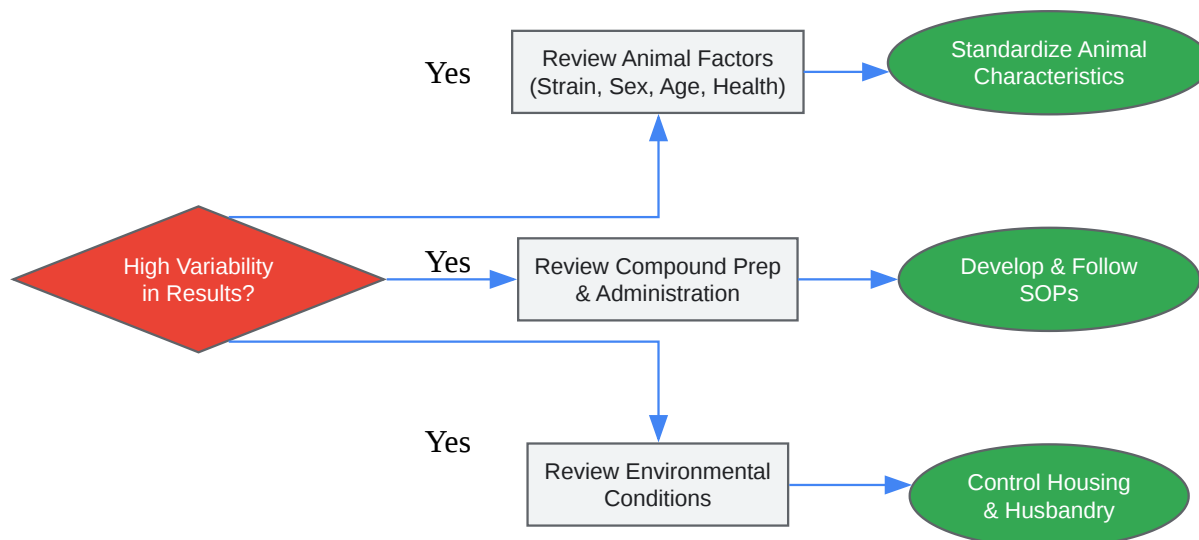 Yes
Review Animal Factors
(Strain, Sex, Age, Health)
Standardize Animal
Characteristics
High Variability
in Results?
Yes
Review Compound Prep
& Administration
Develop & Follow
SOPs
Yes
Review Environmental
Conditions
Control Housing
& Husbandry